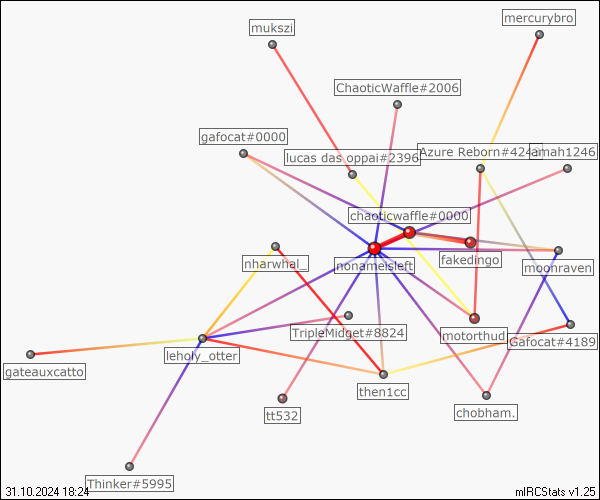 mercurybro
mukszi
ChaoticWaffle#2006
gafocat#0000
lucas das oppai#2396
Azure Reborn#424
amah1246
chaoticwaffle#0000
fakedingo
nharwhal_
nonameisleft
moonraven
TripleMidget#8824
motorthud
Gafocat#4189
leholy_otter
gateauxcatto
then1cc
tt532
chobham.
Thinker#5995
31.10.2024 18:24
mIRCStats v1.25